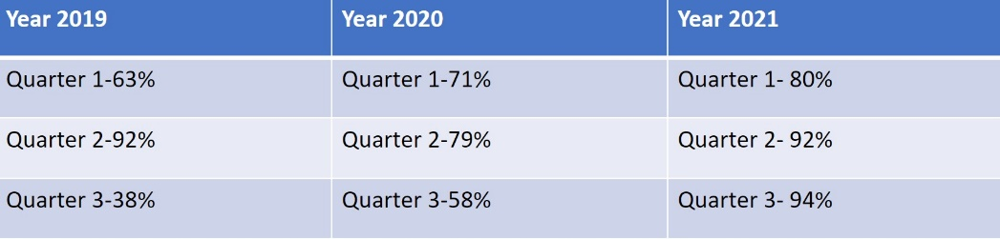 Year 2019 Year 2020 Year 2021
Quarter 1-63% Quarter 1-71% Quarter 1- 80%
Quarter 2-92% Quarter 2-79% Quarter 2- 92%
Quarter 3-38% Quarter 3-58% Quarter 3- 94%